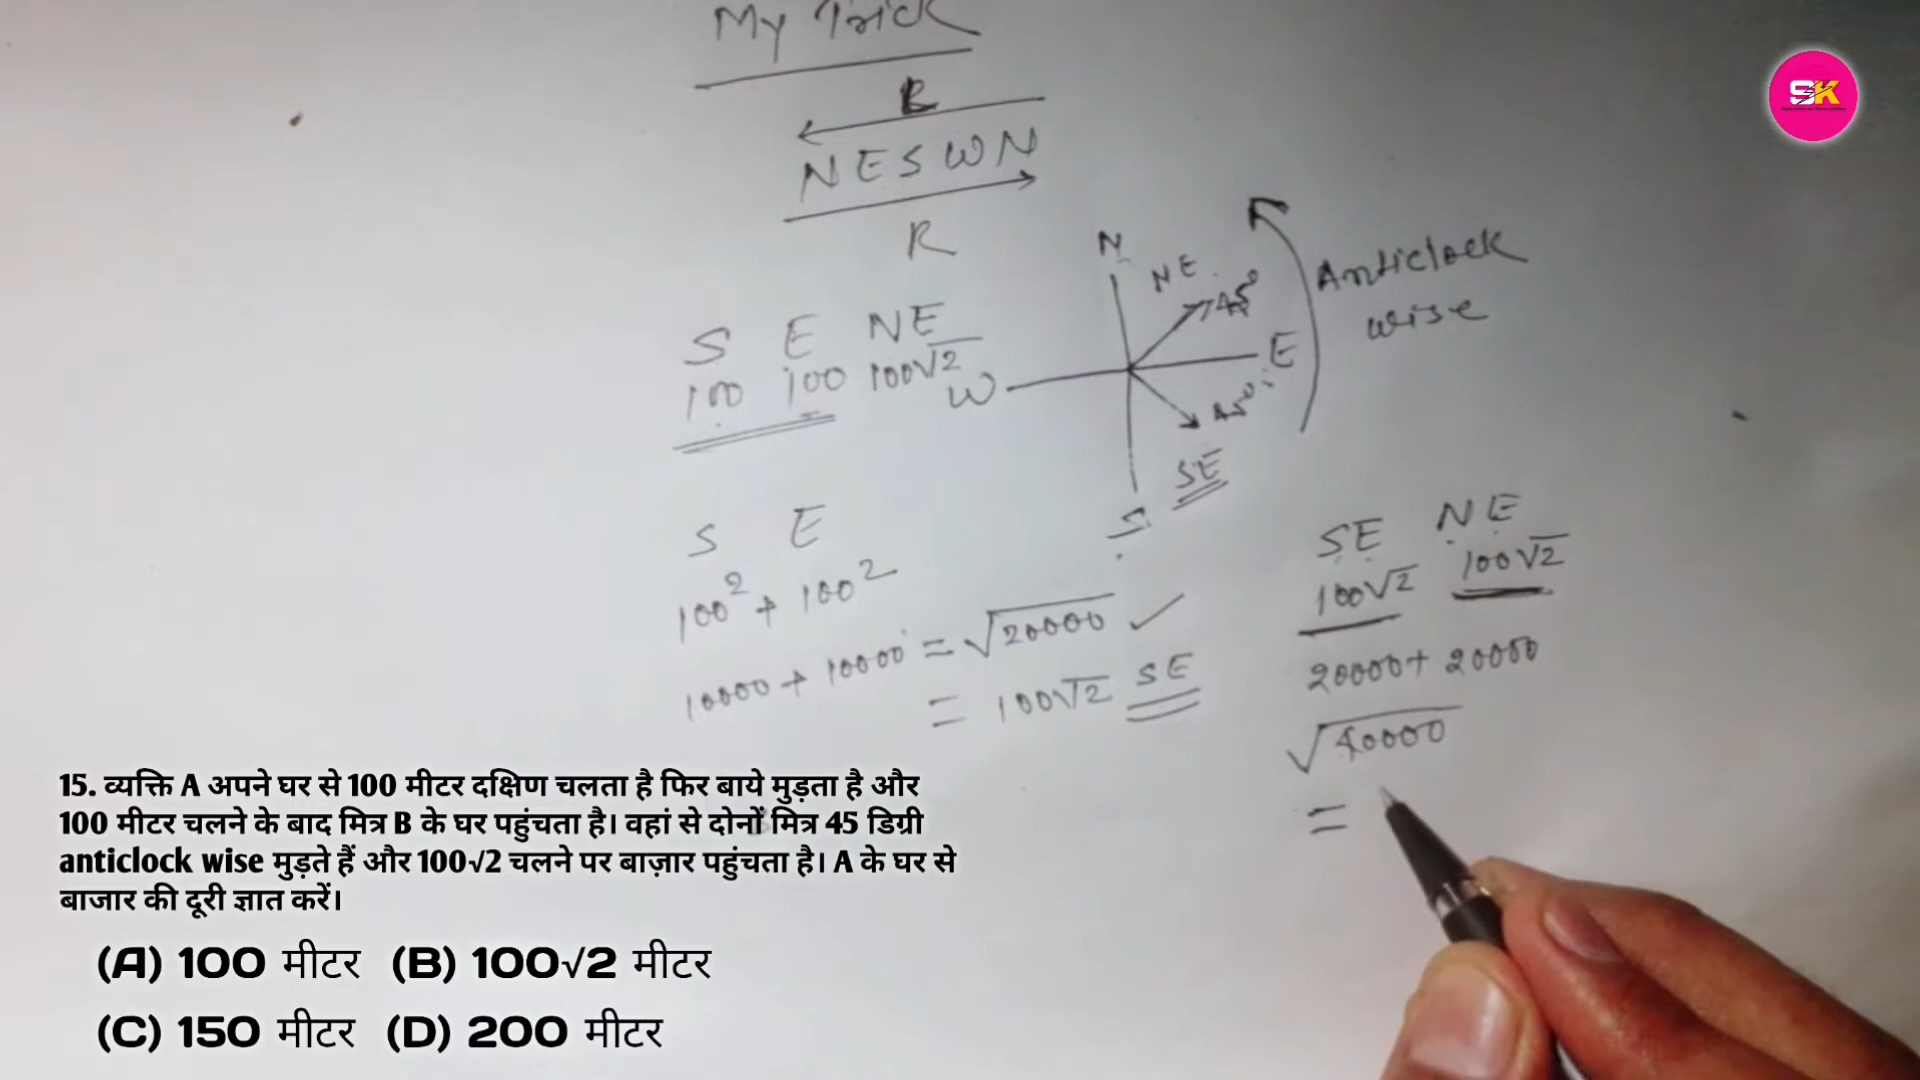 My Trick
L
NESWN
R
N
NE
45°
Anticlock
wise
S E NE
100 100 100√2
W
E
45°
SE
S
S E
100² + 100²
10000 + 10000 = √20000 ✓
= 100√2 SE
SE NE
100√2 100√2
20000+ 20000
√40000
=
SK
15. व्यक्ति A अपने घर से 100 मीटर दक्षिण चलता है फिर बाये मुड़ता है और
100 मीटर चलने के बाद मित्र B के घर पहुंचता है। वहां से दोनों मित्र 45 डिग्री
anticlock wise मुड़ते हैं और 100√2 चलने पर बाज़ार पहुंचता है। A के घर से
बाजार की दूरी ज्ञात करें।
(A) 100 मीटर (B) 100√2 मीटर
(C) 150 मीटर (D) 200 मीटर